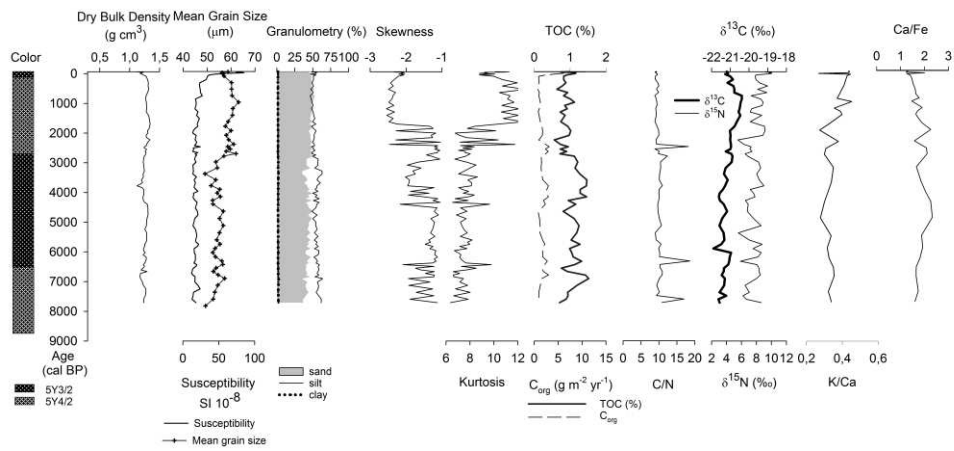 Dry Bulk Density Mean Grain Size
(g cm³) (µm) Granulometry (%) Skewness TOC (%) δ¹³C (‰) Ca/Fe
Color 0,5 1,0 1,5 40 50 60 70 0 25 50 75 100 -3 -2 -1 0 1 2 -22-21-20-19-18 0 1 2 3
0
1000
2000
3000
4000
5000
6000
7000
8000
9000
δ¹³C
δ¹⁵N
Age
(cal BP)
0 50 100
6 8 10 12 0 5 10 15 20 0 5 10 15 20 2 4 6 8 10 12 0,2 0,4 0,6
Susceptibility
SI 10⁻⁸
sand
silt
clay
Kurtosis C_org (g m⁻² yr⁻¹) C/N δ¹⁵N (‰) K/Ca
5Y3/2
5Y4/2
TOC (%)
C_org
Susceptibility
Mean grain size